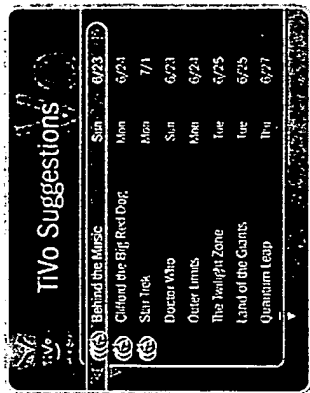 TiVo Suggestions
TiVo
Behind the Music Sun 6/23
Clifford the Big Red Dog Mon 6/24
Star Trek Mon 7/1
Doctor Who Sun 6/23
Outer Limits Mon 6/24
The Twilight Zone Tue 6/25
Land of the Giants Tue 6/25
Quantum Leap Thu 6/27